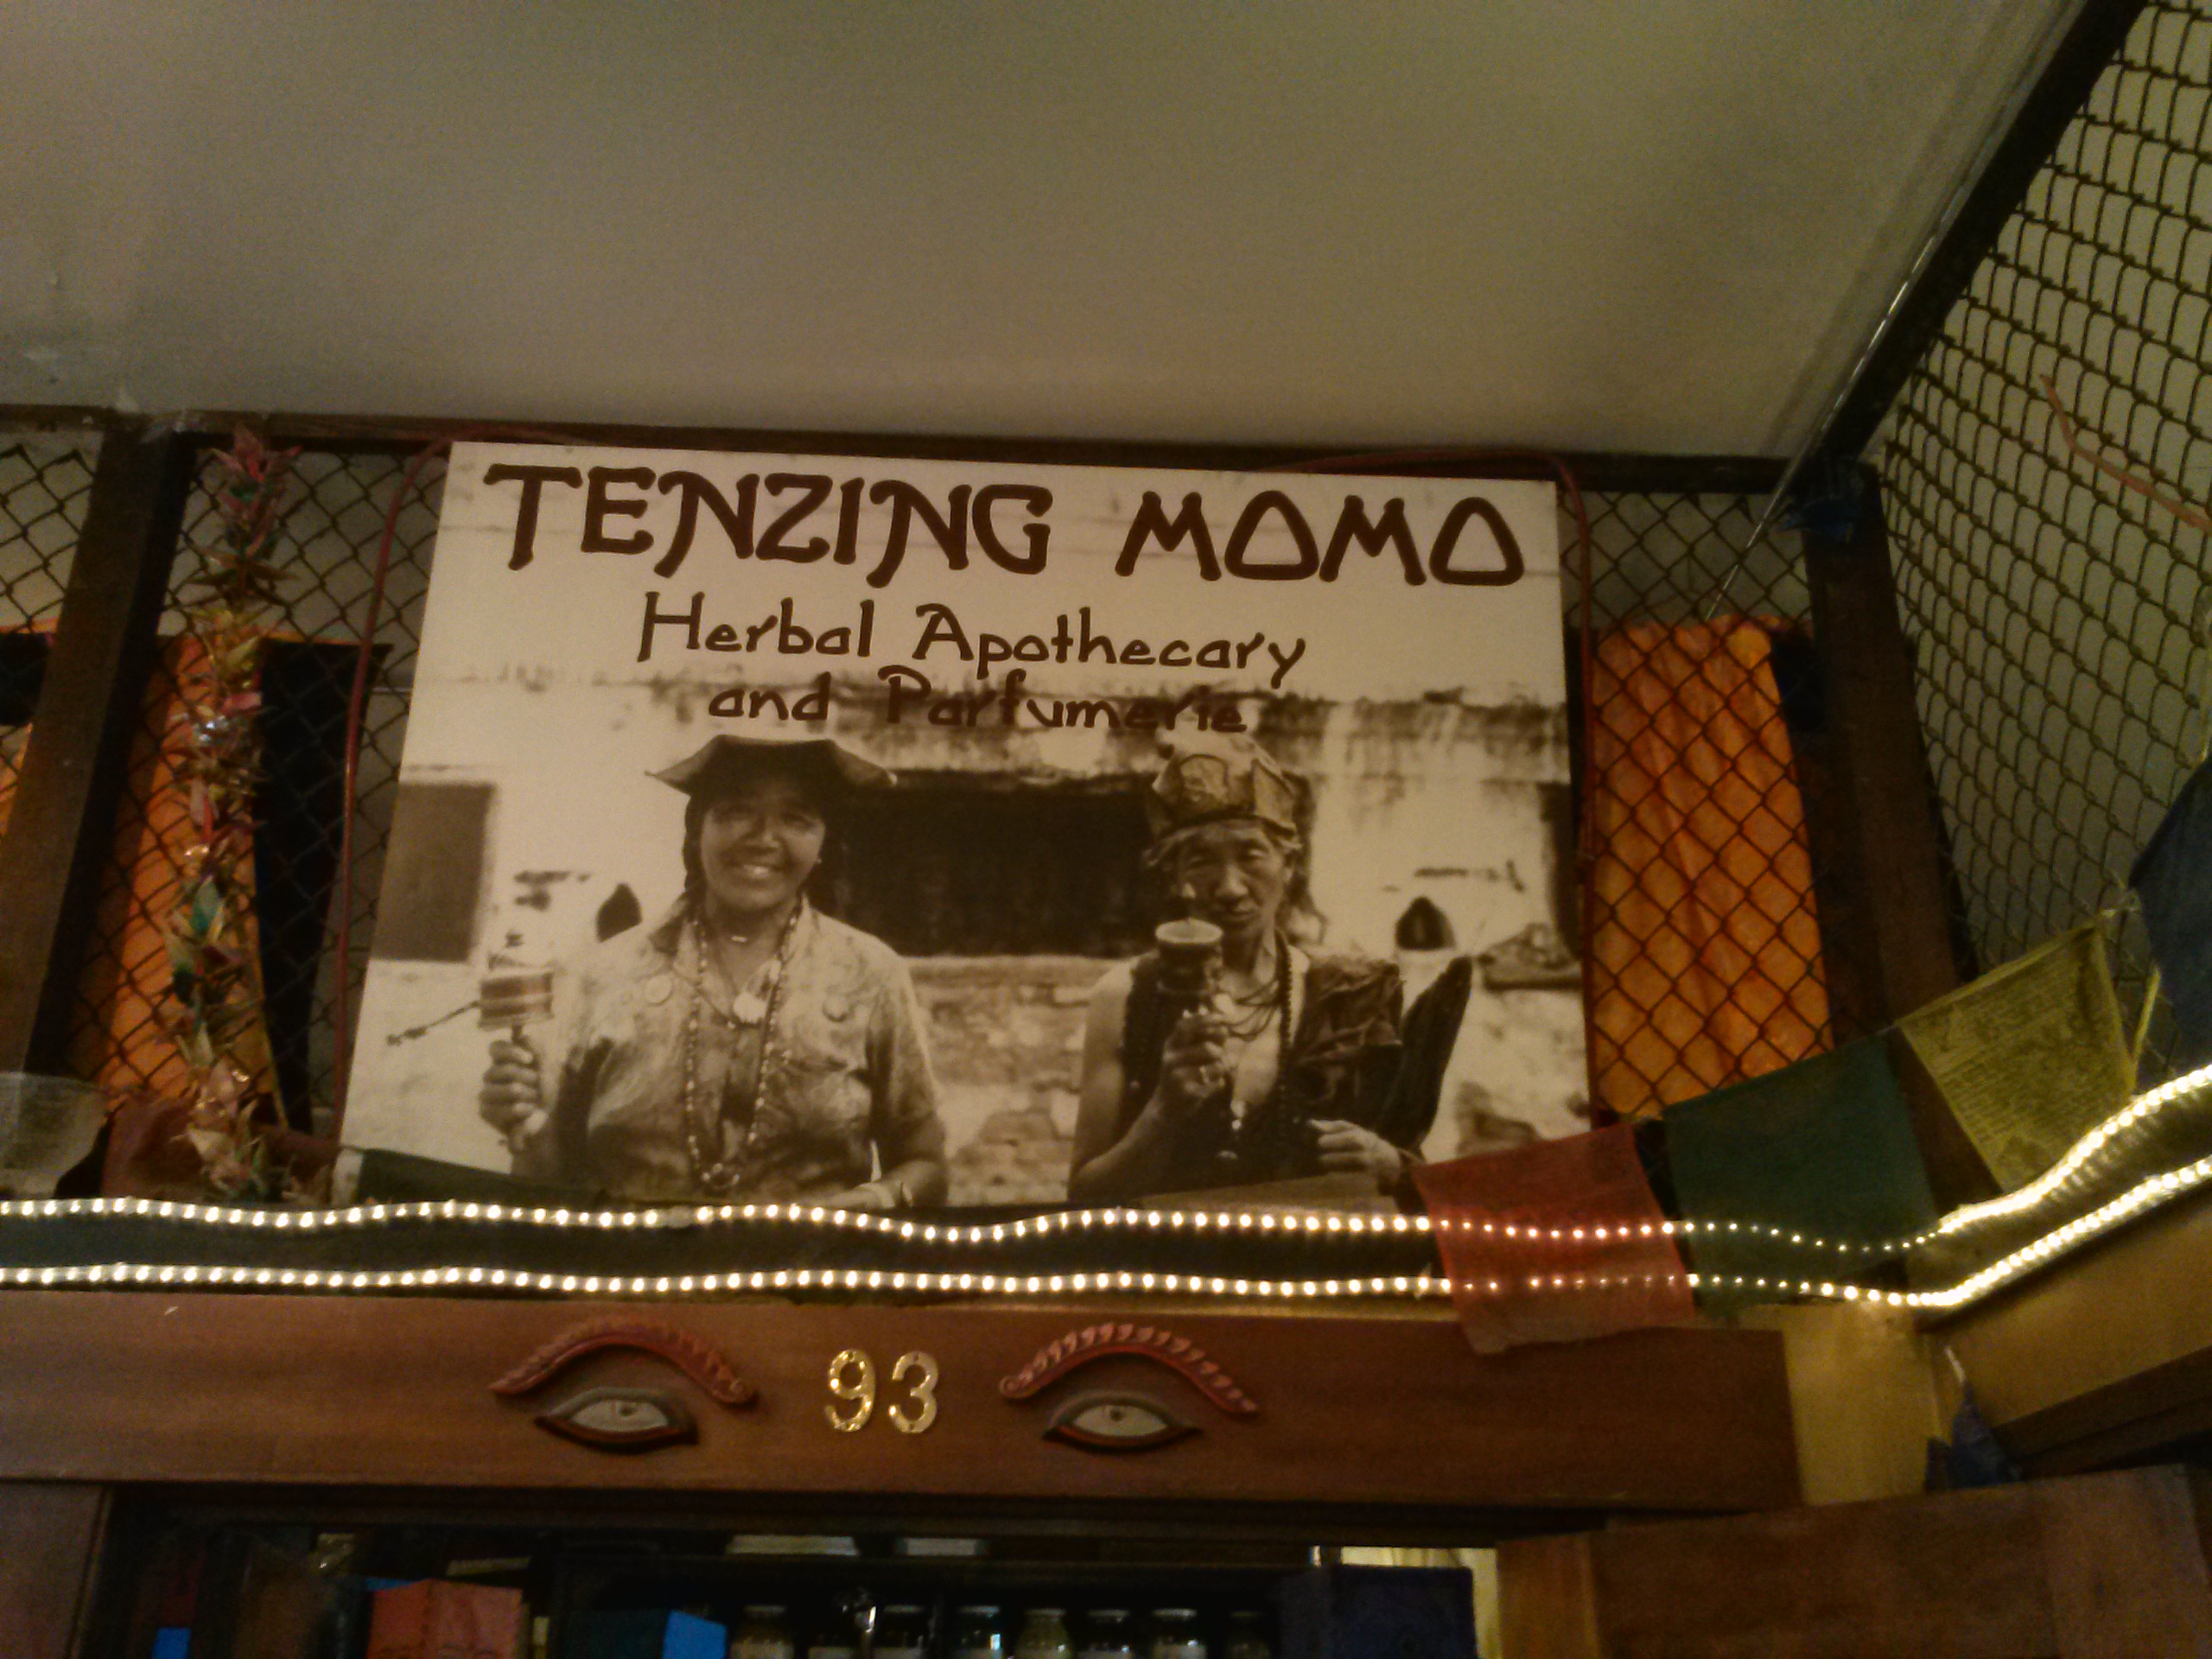 TENZING MOMO
Herbal Apothecary
and Parfumerie
93